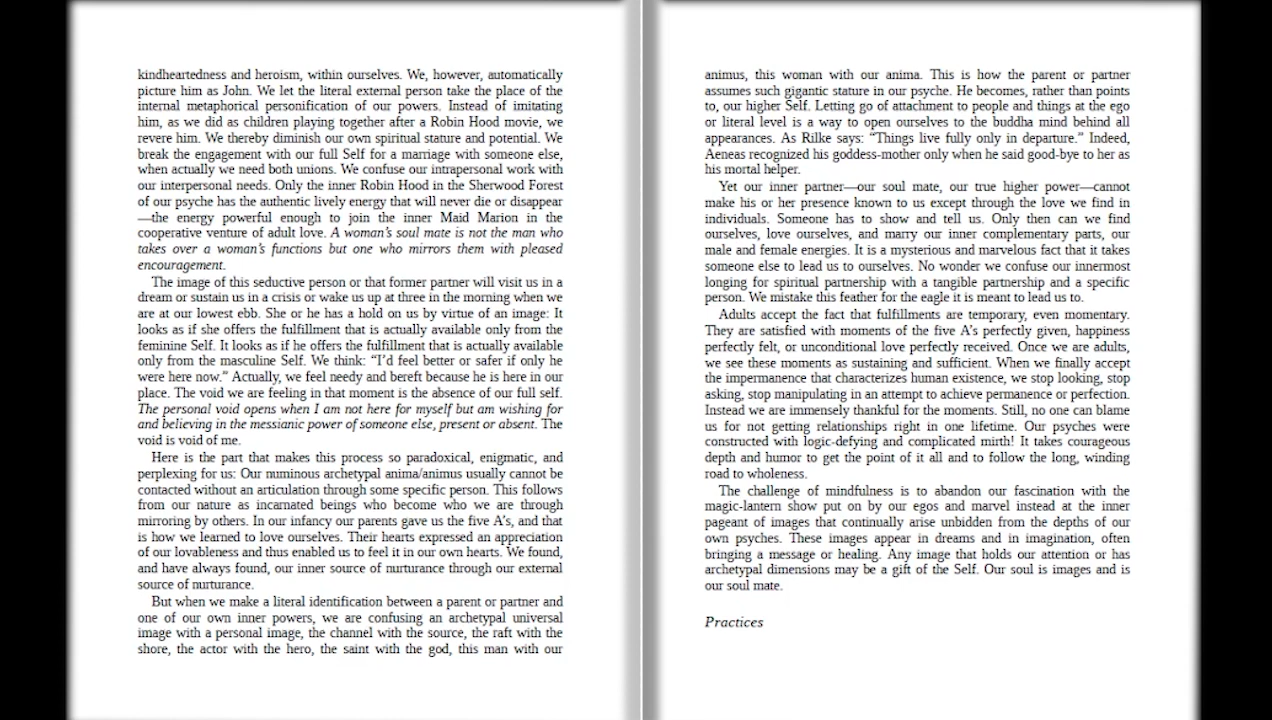 kindheartedness and heroism, within ourselves. We, however, automatically
picture him as John. We let the literal external person take the place of the
internal metaphorical personification of our powers. Instead of imitating
him, as we did as children playing together after a Robin Hood movie, we
revere him. We thereby diminish our own spiritual stature and potential. We
break the engagement with our full Self for a marriage with someone else,
when actually we need both unions. We confuse our intrapersonal work with
our interpersonal needs. Only the inner Robin Hood in the Sherwood Forest
of our psyche has the authentic lively energy that will never die or disappear
—the energy powerful enough to join the inner Maid Marion in the
cooperative venture of adult love. A woman’s soul mate is not the man who
takes over a woman’s functions but one who mirrors them with pleased
encouragement.
The image of this seductive person or that former partner will visit us in a
dream or sustain us in a crisis or wake us up at three in the morning when we
are at our lowest ebb. She or he has a hold on us by virtue of an image: It
looks as if she offers the fulfillment that is actually available only from the
feminine Self. It looks as if he offers the fulfillment that is actually available
only from the masculine Self. We think: “I’d feel better or safer if only he
were here now.” Actually, we feel needy and bereft because he is here in our
place. The void we are feeling in that moment is the absence of our full self.
The personal void opens when I am not here for myself but am wishing for
and believing in the messianic power of someone else, present or absent. The
void is void of me.
Here is the part that makes this process so paradoxical, enigmatic, and
perplexing for us: Our numinous archetypal anima/animus usually cannot be
contacted without an articulation through some specific person. This follows
from our nature as incarnated beings who become who we are through
mirroring by others. In our infancy our parents gave us the five A’s, and that
is how we learned to love ourselves. Their hearts expressed an appreciation
of our lovableness and thus enabled us to feel it in our own hearts. We found,
and have always found, our inner source of nurturance through our external
source of nurturance.
But when we make a literal identification between a parent or partner and
one of our own inner powers, we are confusing an archetypal universal
image with a personal image, the channel with the source, the raft with the
shore, the actor with the hero, the saint with the god, this man with our
animus, this woman with our anima. This is how the parent or partner
assumes such gigantic stature in our psyche. He becomes, rather than points
to, our higher Self. Letting go of attachment to people and things at the ego
or literal level is a way to open ourselves to the buddha mind behind all
appearances. As Rilke says: “Things live fully only in departure.” Indeed,
Aeneas recognized his goddess-mother only when he said good-bye to her as
his mortal helper.
Yet our inner partner—our soul mate, our true higher power—cannot
make his or her presence known to us except through the love we find in
individuals. Someone has to show and tell us. Only then can we find
ourselves, love ourselves, and marry our inner complementary parts, our
male and female energies. It is a mysterious and marvelous fact that it takes
someone else to lead us to ourselves. No wonder we confuse our innermost
longing for spiritual partnership with a tangible partnership and a specific
person. We mistake this feather for the eagle it is meant to lead us to.
Adults accept the fact that fulfillments are temporary, even momentary.
They are satisfied with moments of the five A’s perfectly given, happiness
perfectly felt, or unconditional love perfectly received. Once we are adults,
we see these moments as sustaining and sufficient. When we finally accept
the impermanence that characterizes human existence, we stop looking, stop
asking, stop manipulating in an attempt to achieve permanence or perfection.
Instead we are immensely thankful for the moments. Still, no one can blame
us for not getting relationships right in one lifetime. Our psyches were
constructed with logic-defying and complicated mirth! It takes courageous
depth and humor to get the point of it all and to follow the long, winding
road to wholeness.
The challenge of mindfulness is to abandon our fascination with the
magic-lantern show put on by our egos and marvel instead at the inner
pageant of images that continually arise unbidden from the depths of our
own psyches. These images appear in dreams and in imagination, often
bringing a message or healing. Any image that holds our attention or has
archetypal dimensions may be a gift of the Self. Our soul is images and is
our soul mate.
Practices